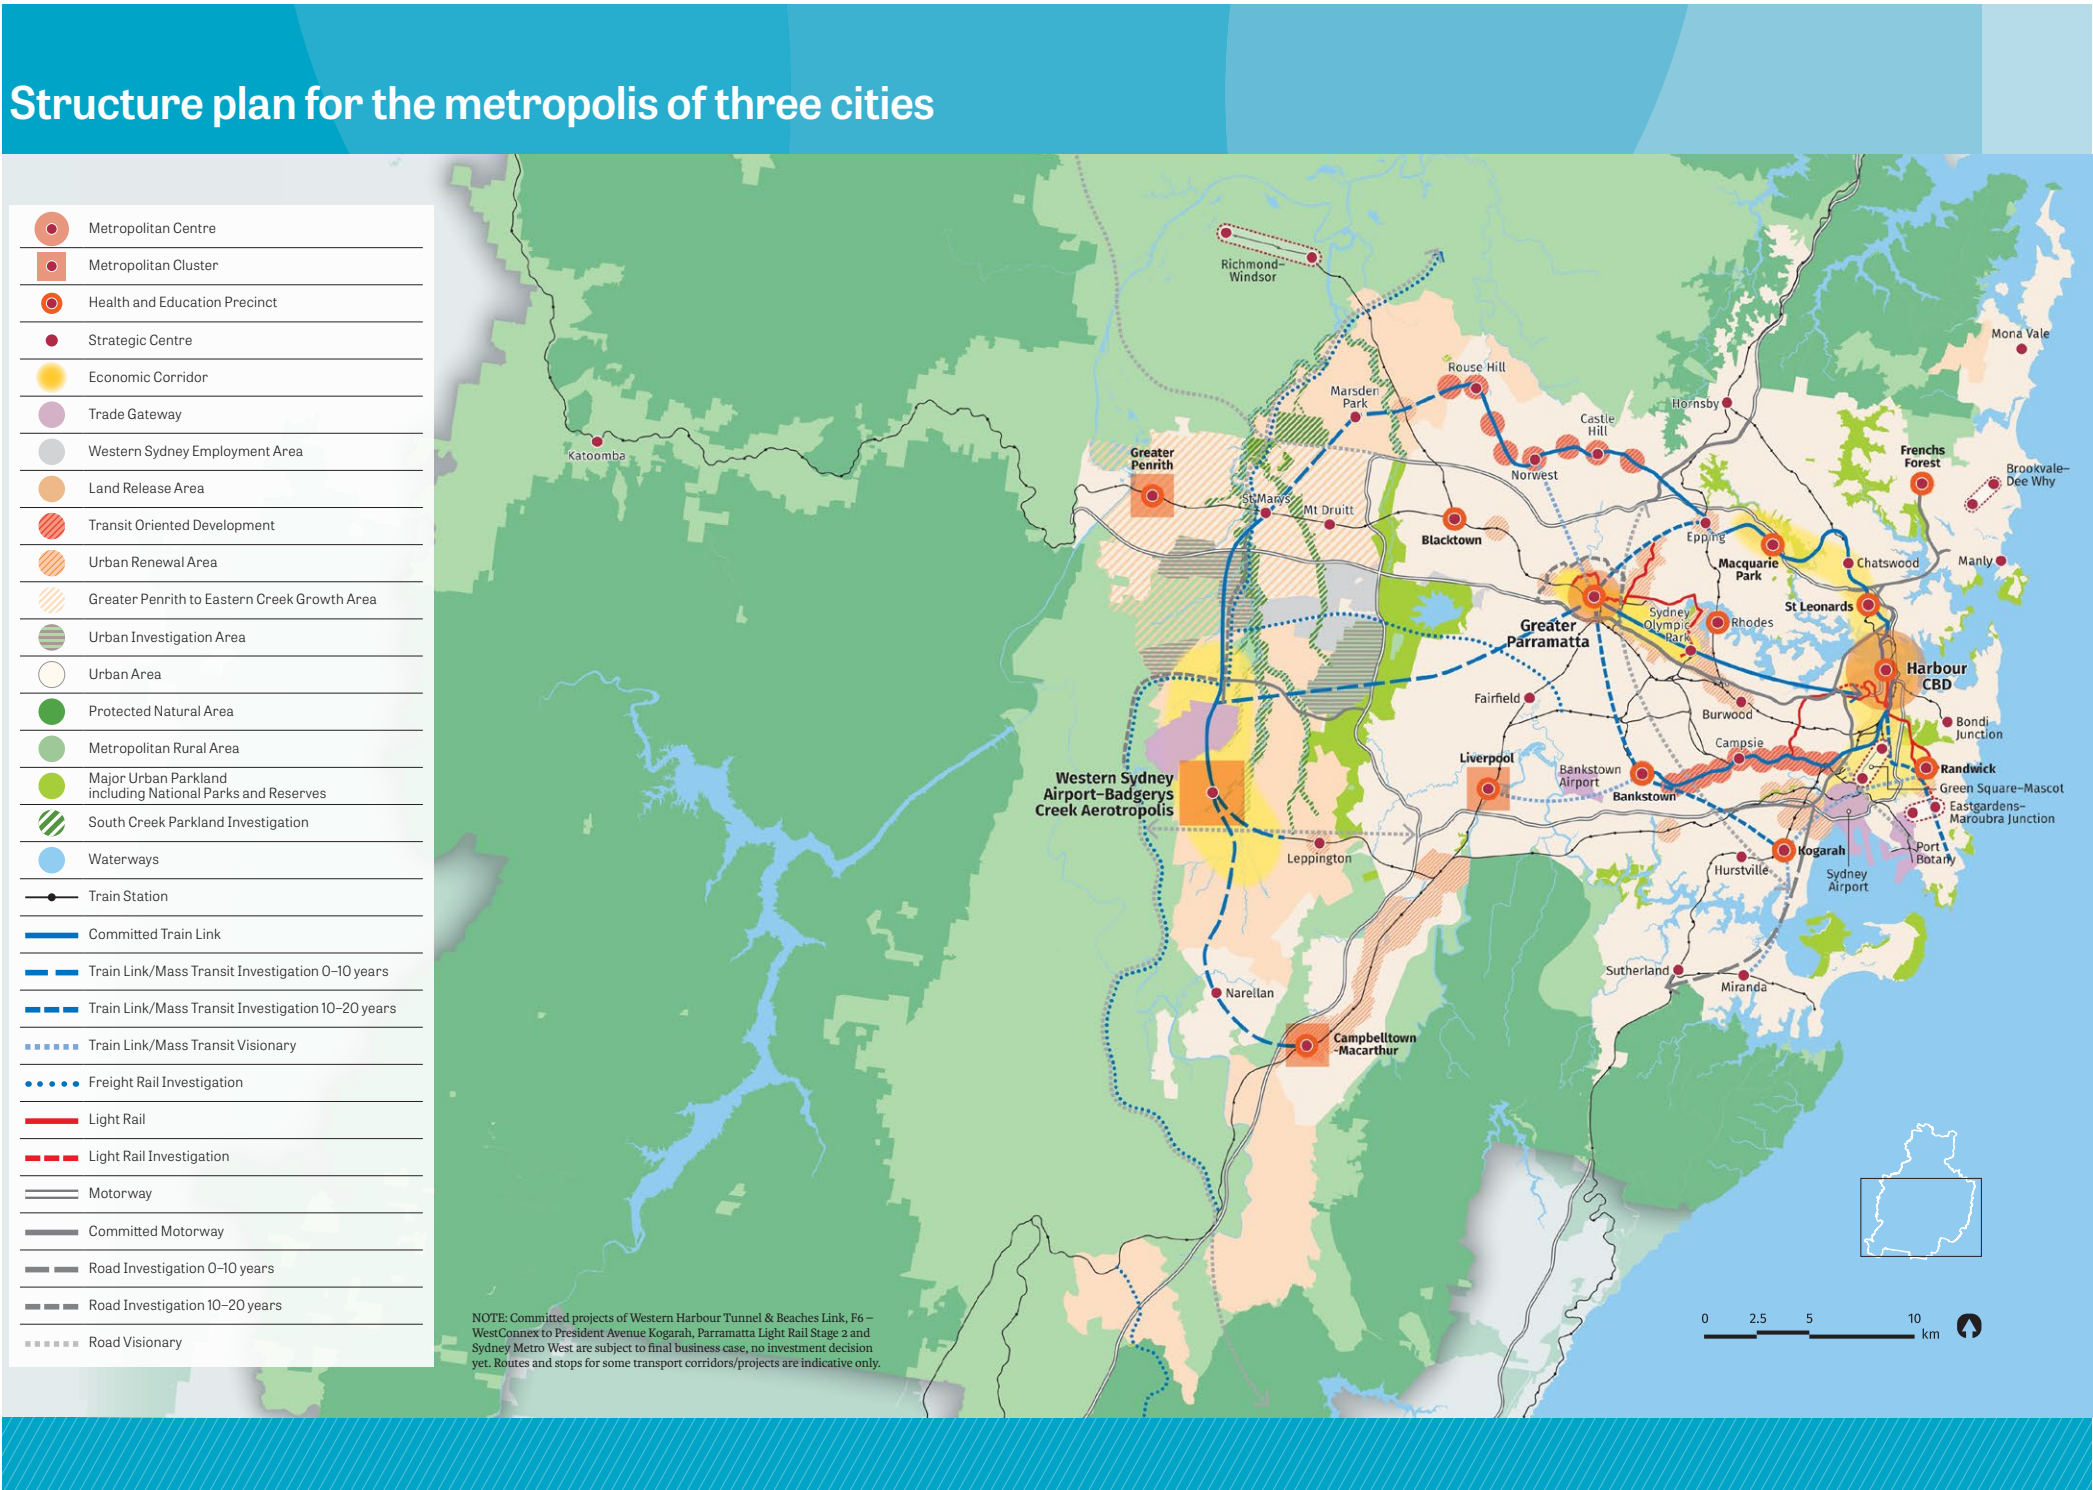 Structure plan for the metropolis of three cities
Metropolitan Centre
Metropolitan Cluster
Health and Education Precinct
Strategic Centre
Economic Corridor
Trade Gateway
Western Sydney Employment Area
Land Release Area
Transit Oriented Development
Urban Renewal Area
Greater Penrith to Eastern Creek Growth Area
Urban Investigation Area
Urban Area
Protected Natural Area
Metropolitan Rural Area
Major Urban Parkland
including National Parks and Reserves
South Creek Parkland Investigation
Waterways
Train Station
Committed Train Link
Train Link/Mass Transit Investigation 0–10 years
Train Link/Mass Transit Investigation 10–20 years
Train Link/Mass Transit Visionary
Freight Rail Investigation
Light Rail
Light Rail Investigation
Motorway
Committed Motorway
Road Investigation 0–10 years
Road Investigation 10–20 years
Road Visionary
Richmond–
Windsor
Mona Vale
Rouse Hill
Marsden
Park
Hornsby
Castle
Hill
Katoomba
Greater
Penrith
Norwest
Frenchs
Forest
Brookvale–
Dee Why
St Marys
Mt Druitt
Blacktown
Epping
Macquarie
Park
Chatswood
Manly
St Leonards
Sydney
Olympic
Park
Rhodes
Greater
Parramatta
Harbour
CBD
Fairfield
Burwood
Bondi
Junction
Campsie
Liverpool
Bankstown
Airport
Bankstown
Randwick
Green Square–Mascot
Eastgardens–
Maroubra Junction
Western Sydney
Airport–Badgerys
Creek Aerotropolis
Leppington
Kogarah
Hurstville
Port
Botany
Sydney
Airport
Sutherland
Miranda
Narellan
Campbelltown
-Macarthur
NOTE: Committed projects of Western Harbour Tunnel & Beaches Link, F6 –
WestConnex to President Avenue Kogarah, Parramatta Light Rail Stage 2 and
Sydney Metro West are subject to final business case, no investment decision
yet. Routes and stops for some transport corridors/projects are indicative only.
0 2.5 5 10
km